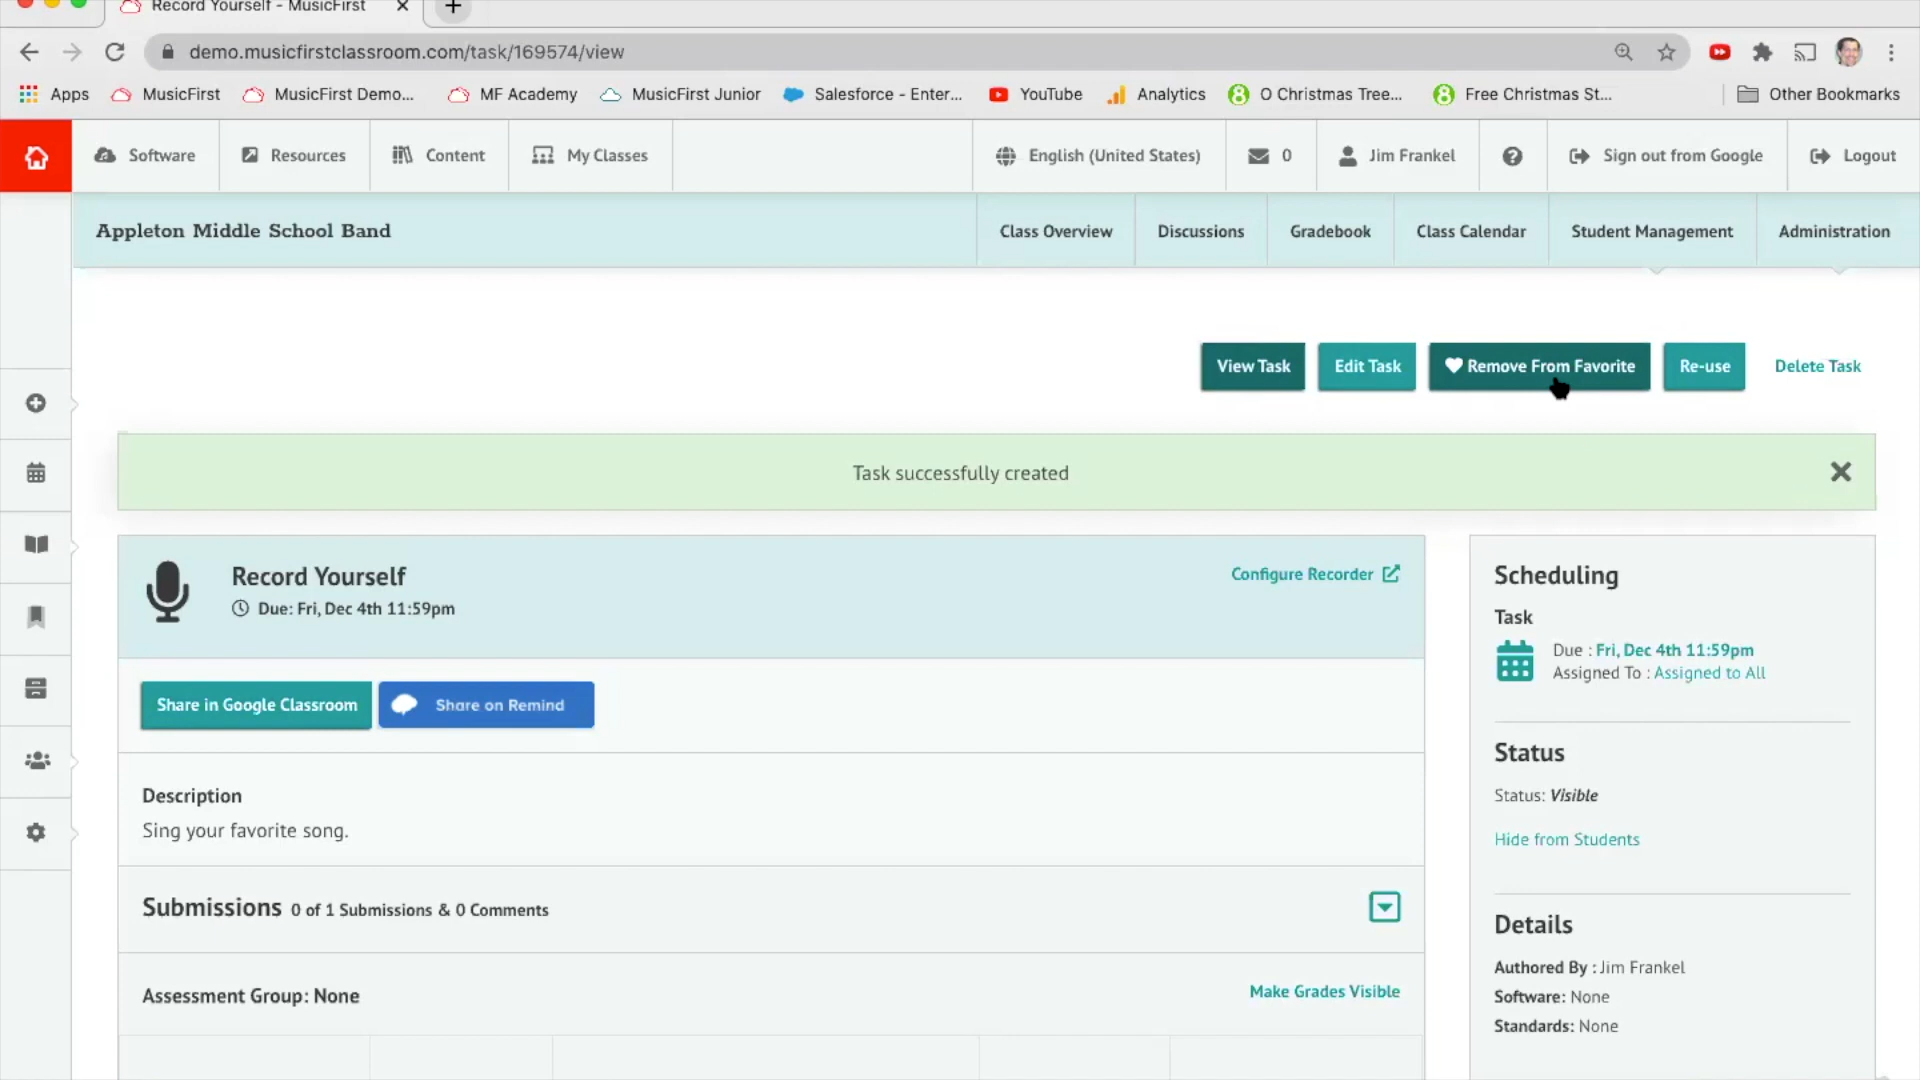 Record Yourself - MusicFirst
demo.musicfirstclassroom.com/task/169574/view
Apps MusicFirst MusicFirst Demo... MF Academy MusicFirst Junior Salesforce - Enter... YouTube Analytics O Christmas Tree... Free Christmas St... Other Bookmarks
Software Resources Content My Classes English (United States) 0 Jim Frankel Sign out from Google Logout
Appleton Middle School Band Class Overview Discussions Gradebook Class Calendar Student Management Administration
View Task Edit Task Remove From Favorite Re-use Delete Task
Task successfully created
Record Yourself
Configure Recorder
Due: Fri, Dec 4th 11:59pm
Share in Google Classroom Share on Remind
Description
Sing your favorite song.
Submissions 0 of 1 Submissions & 0 Comments
Assessment Group: None Make Grades Visible
Scheduling
Task
Due : Fri, Dec 4th 11:59pm
Assigned To : Assigned to All
Status
Status: Visible
Hide from Students
Details
Authored By : Jim Frankel
Software: None
Standards: None